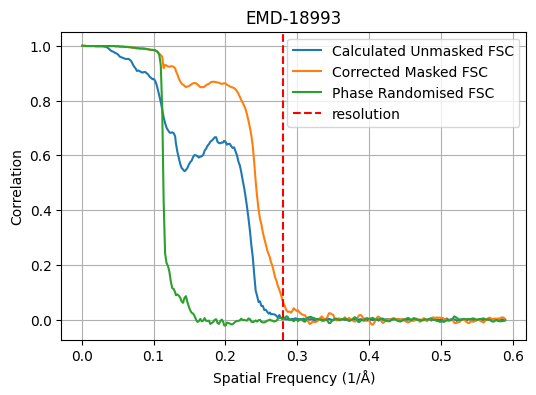 EMD-18993
Calculated Unmasked FSC
Corrected Masked FSC
Phase Randomised FSC
resolution
Correlation
1.0
0.8
0.6
0.4
0.2
0.0
0.0 0.1 0.2 0.3 0.4 0.5 0.6
Spatial Frequency (1/Å)